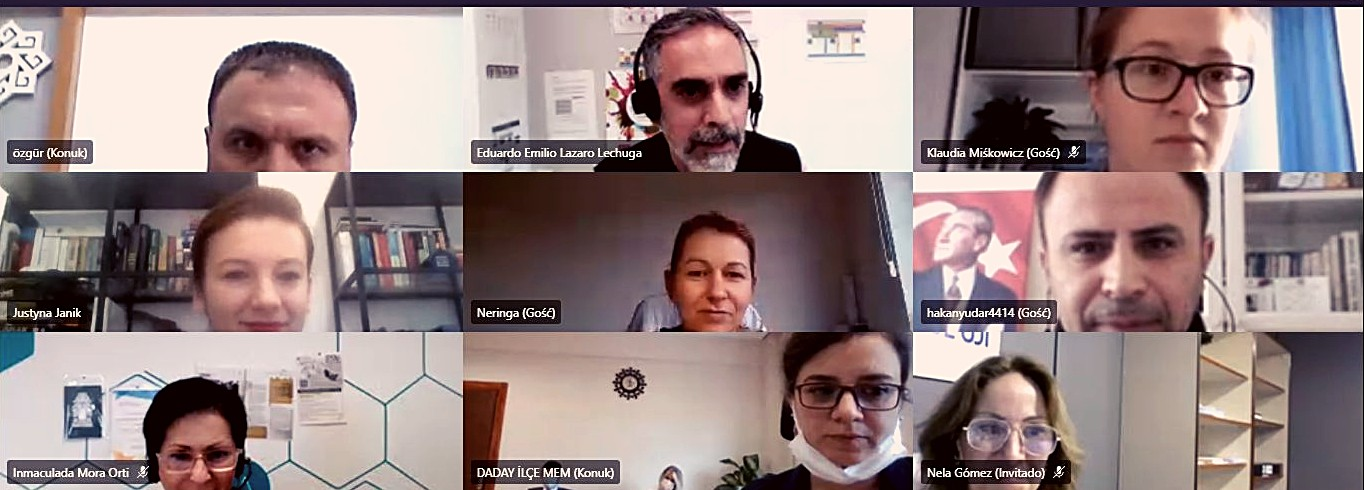 özgür (Konuk)
Eduardo Emilio Lazaro Lechuga
Klaudia Miśkowicz (Gość)
Justyna Janik
Neringa (Gość)
hakanyudar4414 (Gość)
Inmaculada Mora Orti
DADAY İLÇE MEM (Konuk)
Nela Gómez (Invitado)